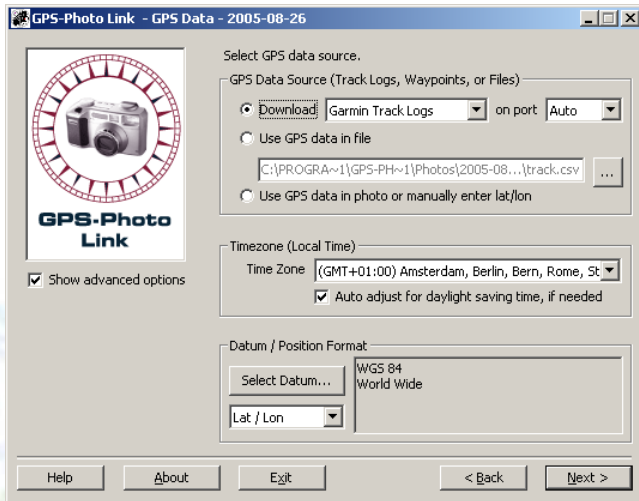 GPS-Photo Link - GPS Data - 2005-08-26
Select GPS data source.
GPS Data Source (Track Logs, Waypoints, or Files)
Download Garmin Track Logs on port Auto
Use GPS data in file
C:\PROGRA~1\GPS-PH~1\Photos\2005-08...\track.csv ...
Use GPS data in photo or manually enter lat/lon
GPS-Photo
Link
Show advanced options
Timezone (Local Time)
Time Zone (GMT+01:00) Amsterdam, Berlin, Bern, Rome, St
Auto adjust for daylight saving time, if needed
Datum / Position Format
Select Datum...
WGS 84
World Wide
Lat / Lon
Help About Exit < Back Next >